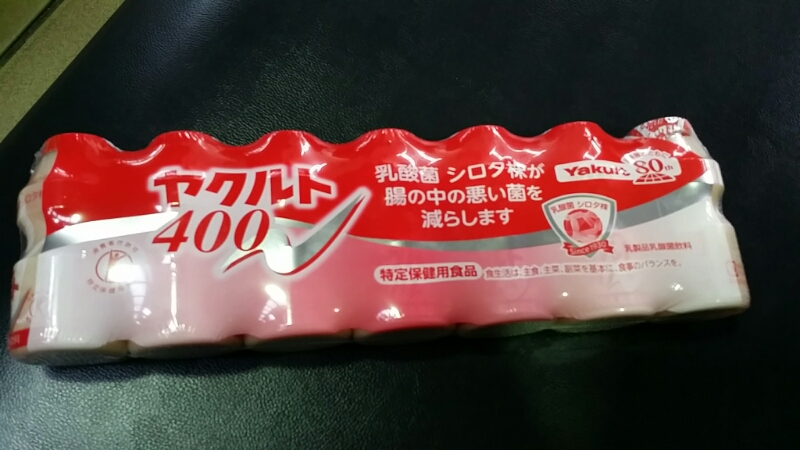 ヤクルト
400
乳酸菌 シロタ株が
腸の中の悪い菌を
減らします
Yakult
80th
乳酸菌 シロタ株
Since 1930
乳製品乳酸菌飲料
特定保健用食品
食生活は、主食、主菜、副菜を基本に、食事のバランスを。